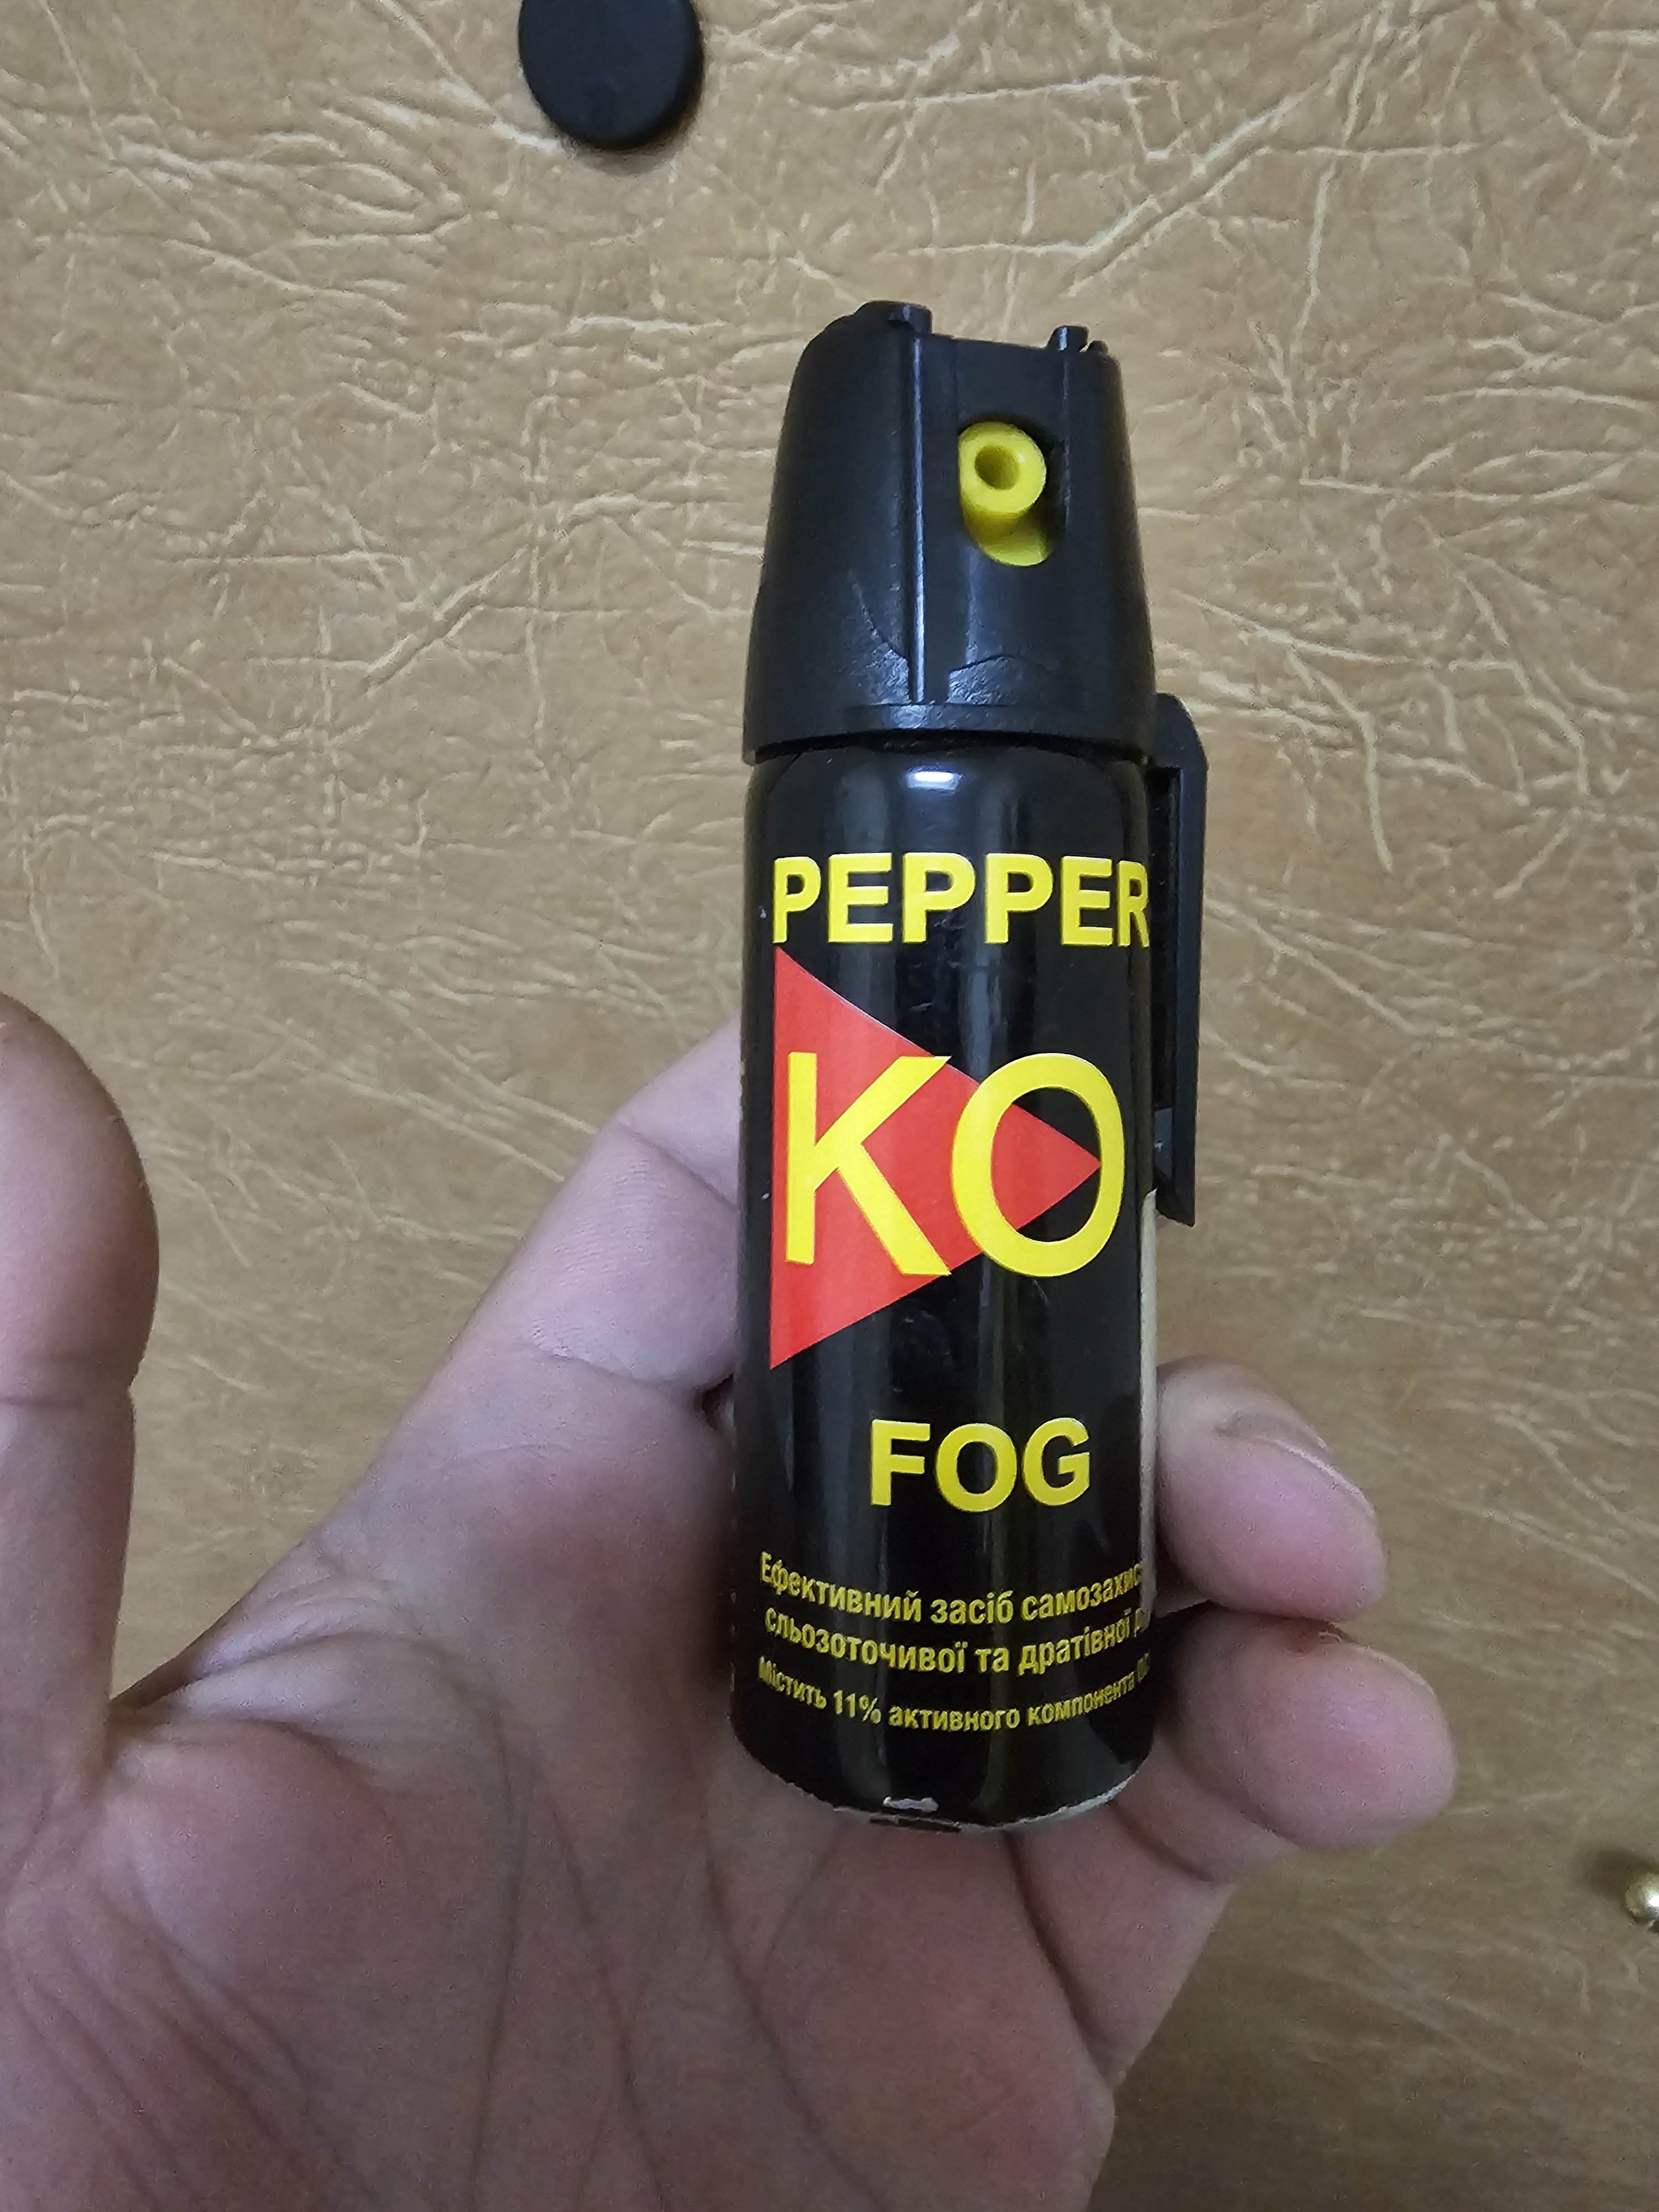 PEPPER
KO
FOG
Ефективний засіб
сльозоточивої та дратівної
Містить 11% активного компонента